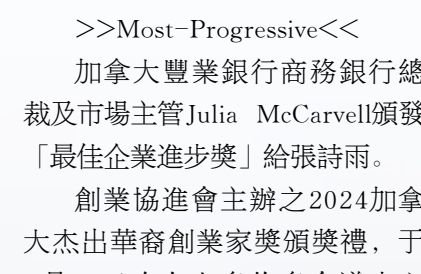 >>Most-Progressive<<
加拿大豐業銀行商務銀行總
裁及市場主管Julia McCarvell頒發
「最佳企業進步獎」給張詩雨。
創業協進會主辦之2024加拿
大杰出華裔創業家獎頒獎禮，于